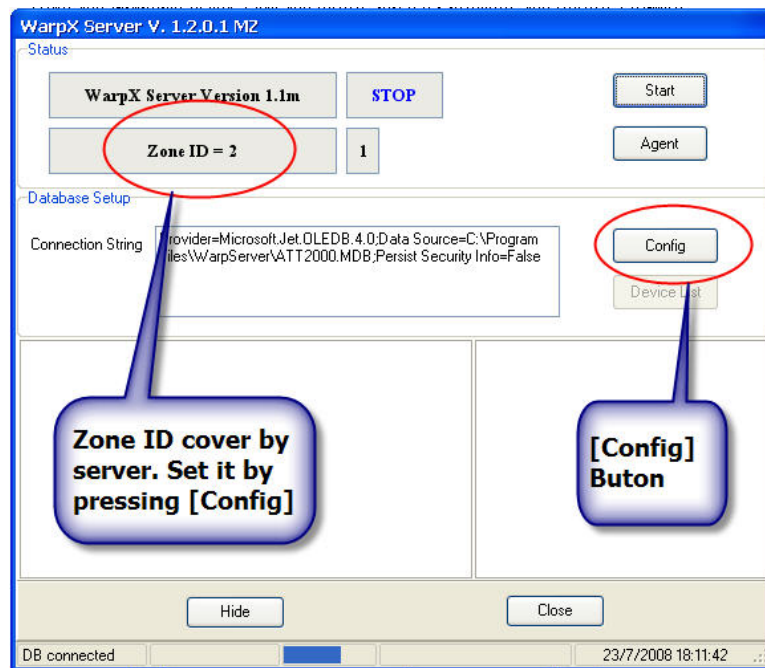 WarpX Server V. 1.2.0.1 MZ
Status
WarpX Server Version 1.1m
STOP
Start
Zone ID = 2
1
Agent
Database Setup
Connection String
Provider=Microsoft.Jet.OLEDB.4.0;Data Source=C:\Program
Files\WarpServer\ATT2000.MDB;Persist Security Info=False
Config
Device List
Zone ID cover by
server. Set it by
pressing [Config]
[Config]
Buton
Hide
Close
DB connected
23/7/2008 18:11:42